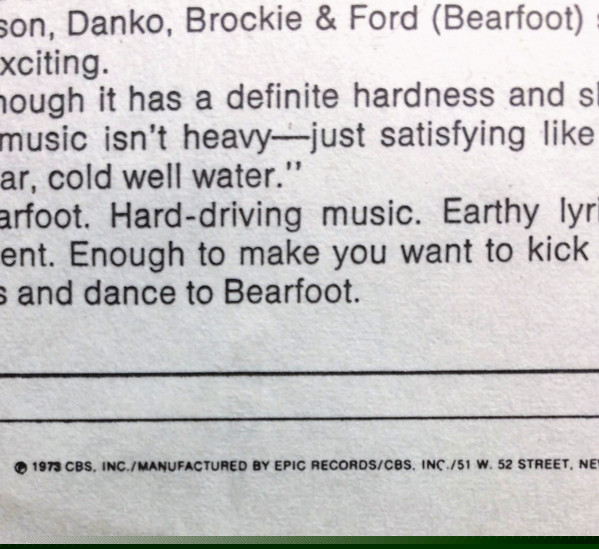 son, Danko, Brockie & Ford (Bearfoot)
xciting.
hough it has a definite hardness and
music isn't heavy—just satisfying like
ar, cold well water."
arfoot. Hard-driving music. Earthy lyri
ent. Enough to make you want to kick
s and dance to Bearfoot.
℗ 1973 CBS, INC./MANUFACTURED BY EPIC RECORDS/CBS, INC./51 W. 52 STREET, NE